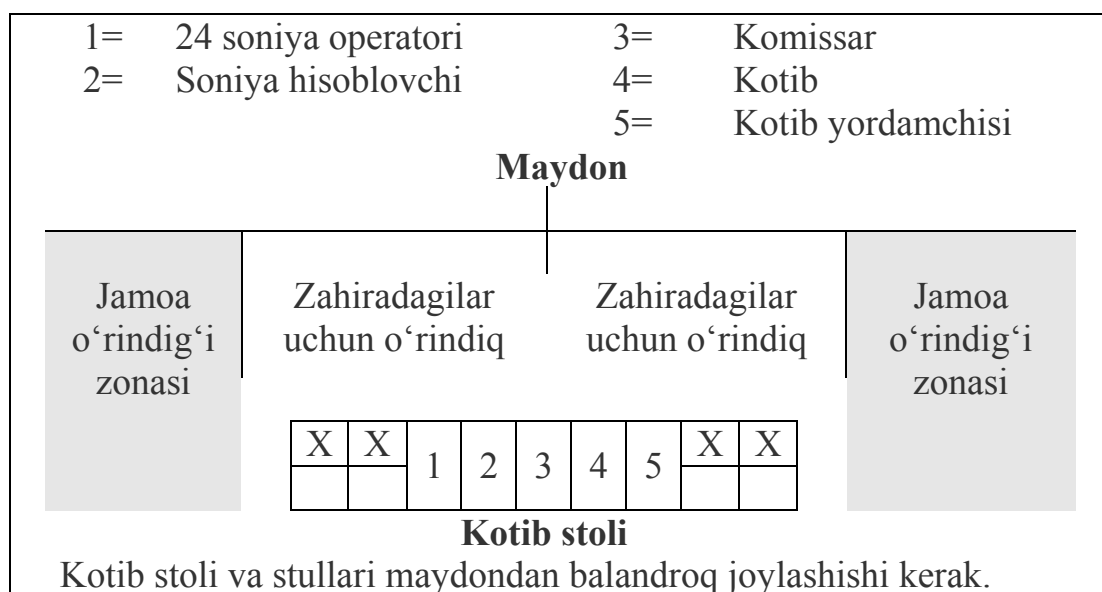 1= 24 soniya operatori 3= Komissar
2= Soniya hisoblovchi 4= Kotib
5= Kotib yordamchisi
Maydon
Jamoa Zahiradagilar Zahiradagilar Jamoa
o‘rindig‘i uchun o‘rindiq uchun o‘rindiq o‘rindig‘i
zonasi zonasi
X X 1 2 3 4 5 X X
Kotib stoli
Kotib stoli va stullari maydondan balandroq joylashishi kerak.